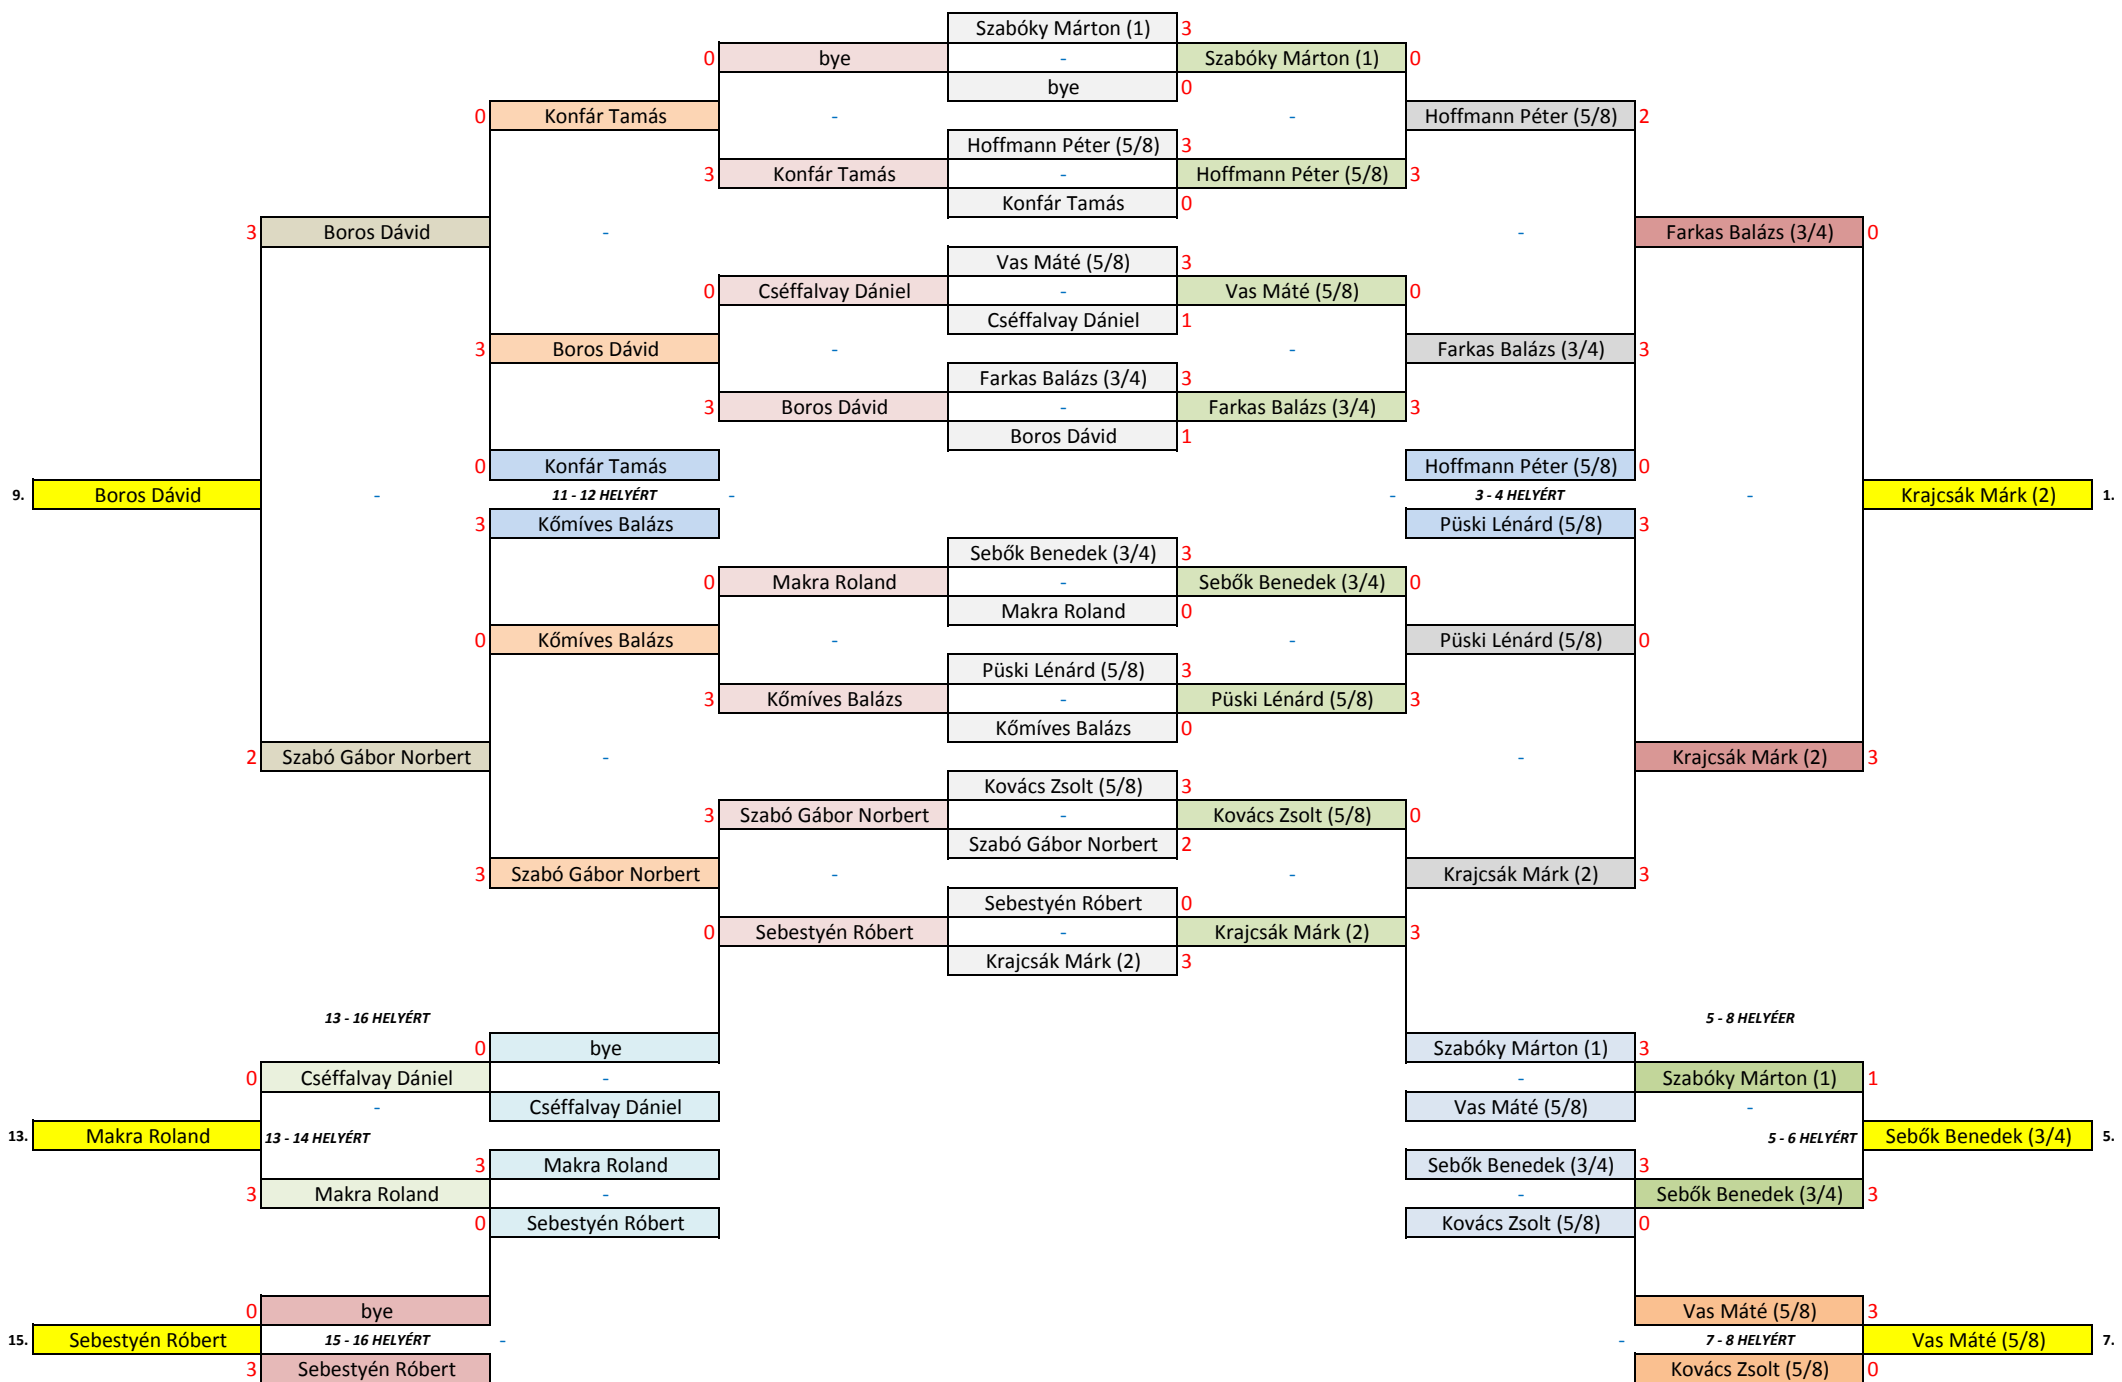 Szabóky Márton (1) 3
0 bye - Szabóky Márton (1) 0
bye 0
0 Konfár Tamás - - Hoffmann Péter (5/8) 2
Hoffmann Péter (5/8) 3
3 Konfár Tamás - Hoffmann Péter (5/8) 3
Konfár Tamás 0
3 Boros Dávid - - Farkas Balázs (3/4) 0
Vas Máté (5/8) 3
0 Cséffalvay Dániel - Vas Máté (5/8) 0
Cséffalvay Dániel 1
3 Boros Dávid - - Farkas Balázs (3/4) 3
Farkas Balázs (3/4) 3
3 Boros Dávid - Farkas Balázs (3/4) 3
Boros Dávid 1
0 Konfár Tamás Hoffmann Péter (5/8) 0
9. Boros Dávid - 11 - 12 HELYÉRT - - 3 - 4 HELYÉRT - Krajcsák Márk (2) 1.
3 Kőmíves Balázs Püski Lénárd (5/8) 3
Sebők Benedek (3/4) 3
0 Makra Roland - Sebők Benedek (3/4) 0
Makra Roland 0
0 Kőmíves Balázs - - Püski Lénárd (5/8) 0
Püski Lénárd (5/8) 3
3 Kőmíves Balázs - Püski Lénárd (5/8) 3
Kőmíves Balázs 0
2 Szabó Gábor Norbert - - Krajcsák Márk (2) 3
Kovács Zsolt (5/8) 3
3 Szabó Gábor Norbert - Kovács Zsolt (5/8) 0
Szabó Gábor Norbert 2
3 Szabó Gábor Norbert - - Krajcsák Márk (2) 3
Sebestyén Róbert 0
0 Sebestyén Róbert - Krajcsák Márk (2) 3
Krajcsák Márk (2) 3
13 - 16 HELYÉRT 5 - 8 HELYÉER
0 bye Szabóky Márton (1) 3
0 Cséffalvay Dániel - - Szabóky Márton (1) 1
- Cséffalvay Dániel Vas Máté (5/8) -
13. Makra Roland 13 - 14 HELYÉRT 5 - 6 HELYÉRT Sebők Benedek (3/4) 5.
3 Makra Roland Sebők Benedek (3/4) 3
3 Makra Roland - - Sebők Benedek (3/4) 3
0 Sebestyén Róbert Kovács Zsolt (5/8) 0
0 bye Vas Máté (5/8) 3
15. Sebestyén Róbert 15 - 16 HELYÉRT - - 7 - 8 HELYÉRT Vas Máté (5/8) 7.
3 Sebestyén Róbert Kovács Zsolt (5/8) 0